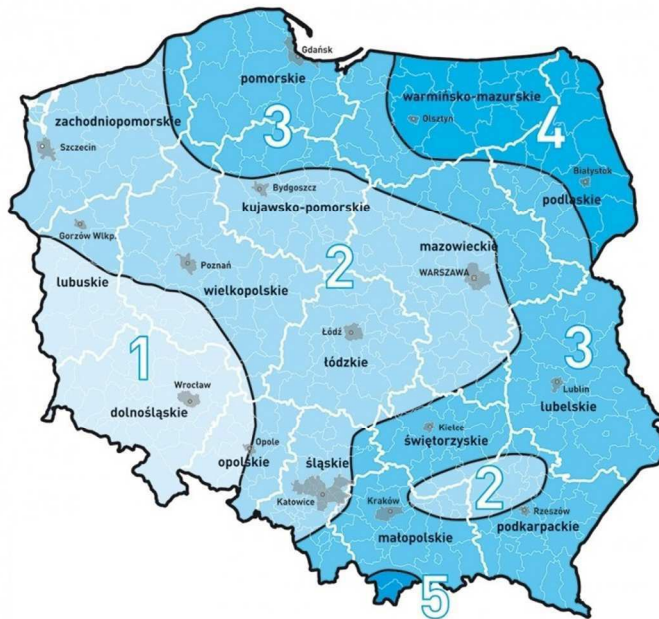 Gdańsk
pomorskie
3
warmińsko-mazurskie
Olsztyn
4
zachodniopomorskie
Szczecin
Białystok
podlaskie
Bydgoszcz
kujawsko-pomorskie
Gorzów Wlkp.
2
mazowieckie
WARSZAWA
lubuskie
Poznań
wielkopolskie
1
Łódź
łódzkie
3
Wrocław
dolnośląskie
Lublin
lubelskie
Kielce
świętorzyskie
Opole
opolskie
śląskie
Katowice
2
Kraków
małopolskie
Rzeszów
podkarpackie
5